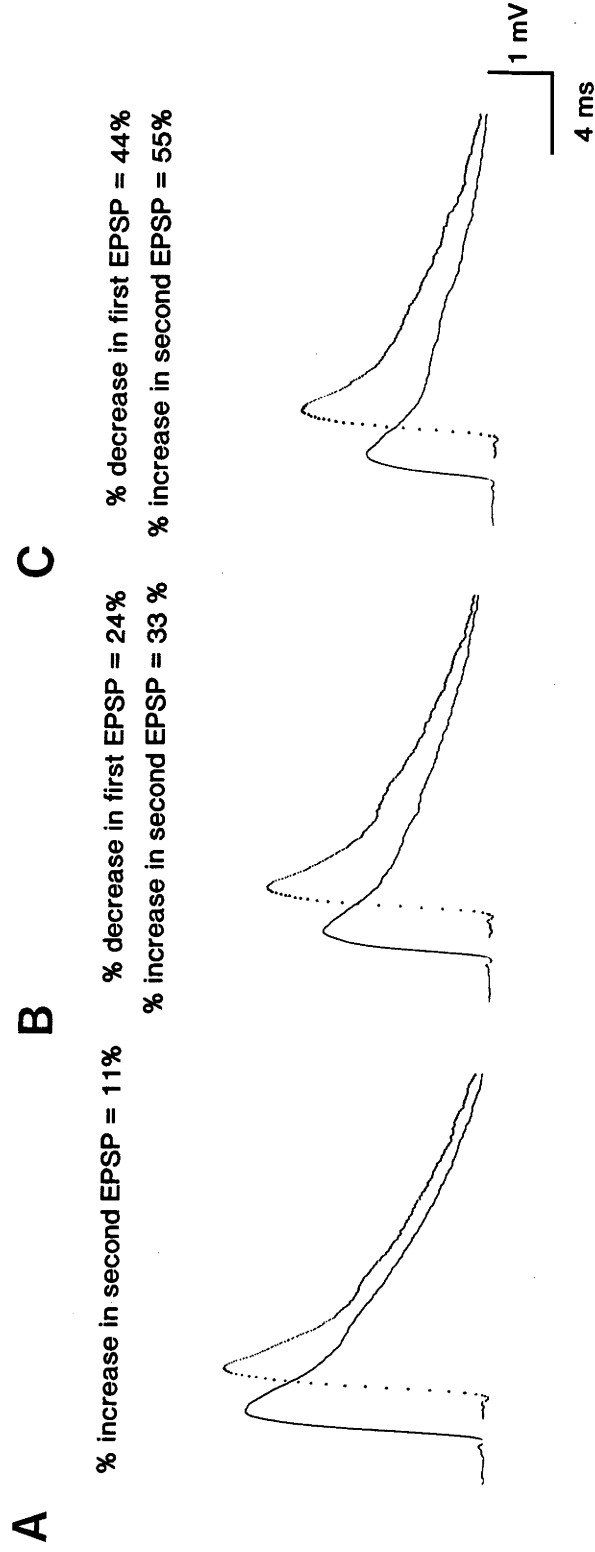 A
% increase in second EPSP = 11%
B
% decrease in first EPSP = 24%
% increase in second EPSP = 33 %
C
% decrease in first EPSP = 44%
% increase in second EPSP = 55%
1 mV
4 ms